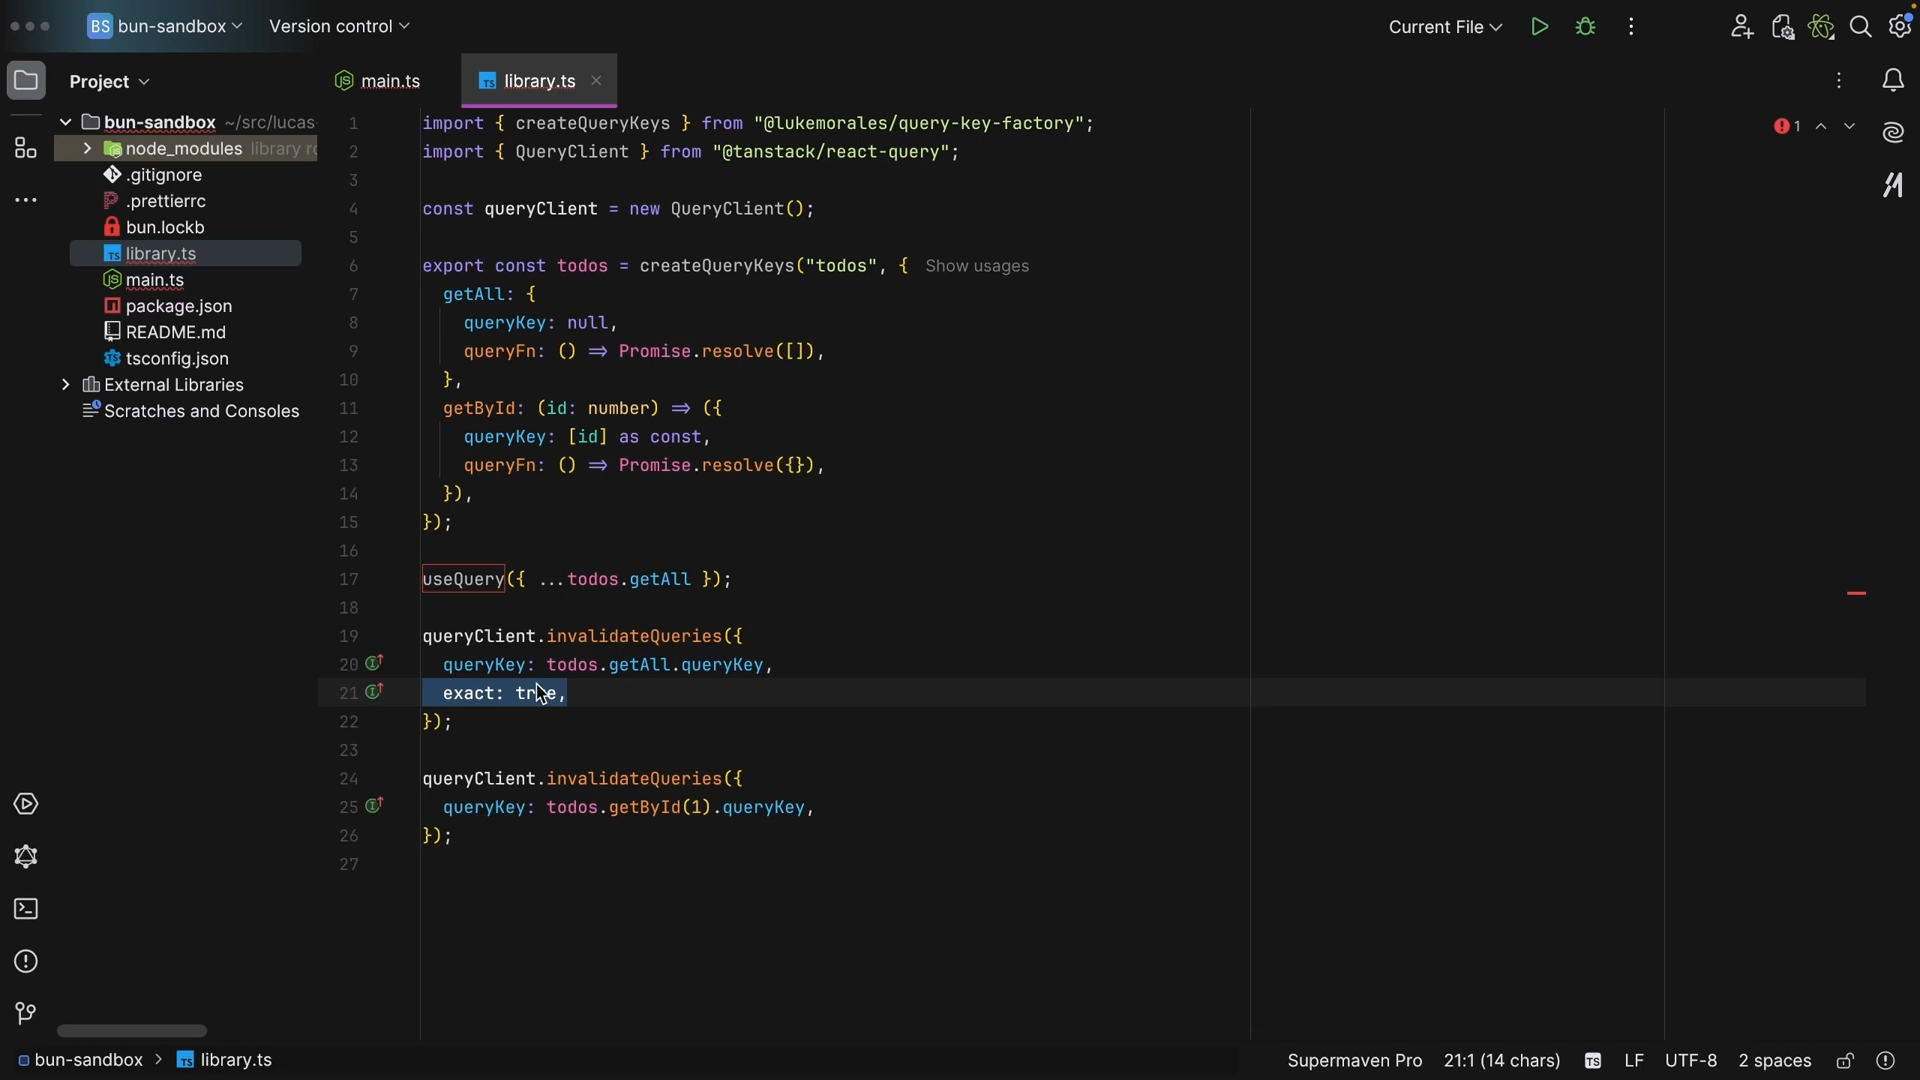 BS bun-sandbox Version control Current File
Project main.ts library.ts
bun-sandbox ~/src/lucas
node_modules library ro
.gitignore
.prettierrc
bun.lockb
library.ts
main.ts
package.json
README.md
tsconfig.json
External Libraries
Scratches and Consoles
1 import { createQueryKeys } from "@lukemorales/query-key-factory";
2 import { QueryClient } from "@tanstack/react-query";
3
4 const queryClient = new QueryClient();
5
6 export const todos = createQueryKeys("todos", { Show usages
7 getAll: {
8 queryKey: null,
9 queryFn: () => Promise.resolve([]),
10 },
11 getById: (id: number) => ({
12 queryKey: [id] as const,
13 queryFn: () => Promise.resolve({}),
14 }),
15 });
16
17 useQuery({ ...todos.getAll });
18
19 queryClient.invalidateQueries({
20 queryKey: todos.getAll.queryKey,
21 exact: true,
22 });
23
24 queryClient.invalidateQueries({
25 queryKey: todos.getById(1).queryKey,
26 });
27
1
bun-sandbox > library.ts Supermaven Pro 21:1 (14 chars) TS LF UTF-8 2 spaces